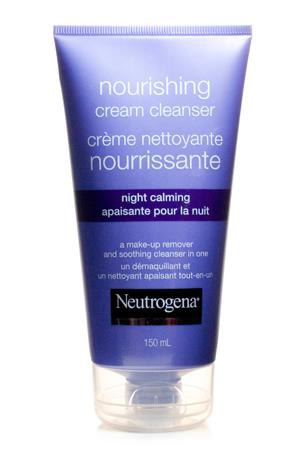 nourishing
cream cleanser
crème nettoyante
nourrissante
night calming
apaisante pour la nuit
a make-up remover
and soothing cleanser in one
un démaquillant et
un nettoyant apaisant tout-en-un
Neutrogena®
150 mL